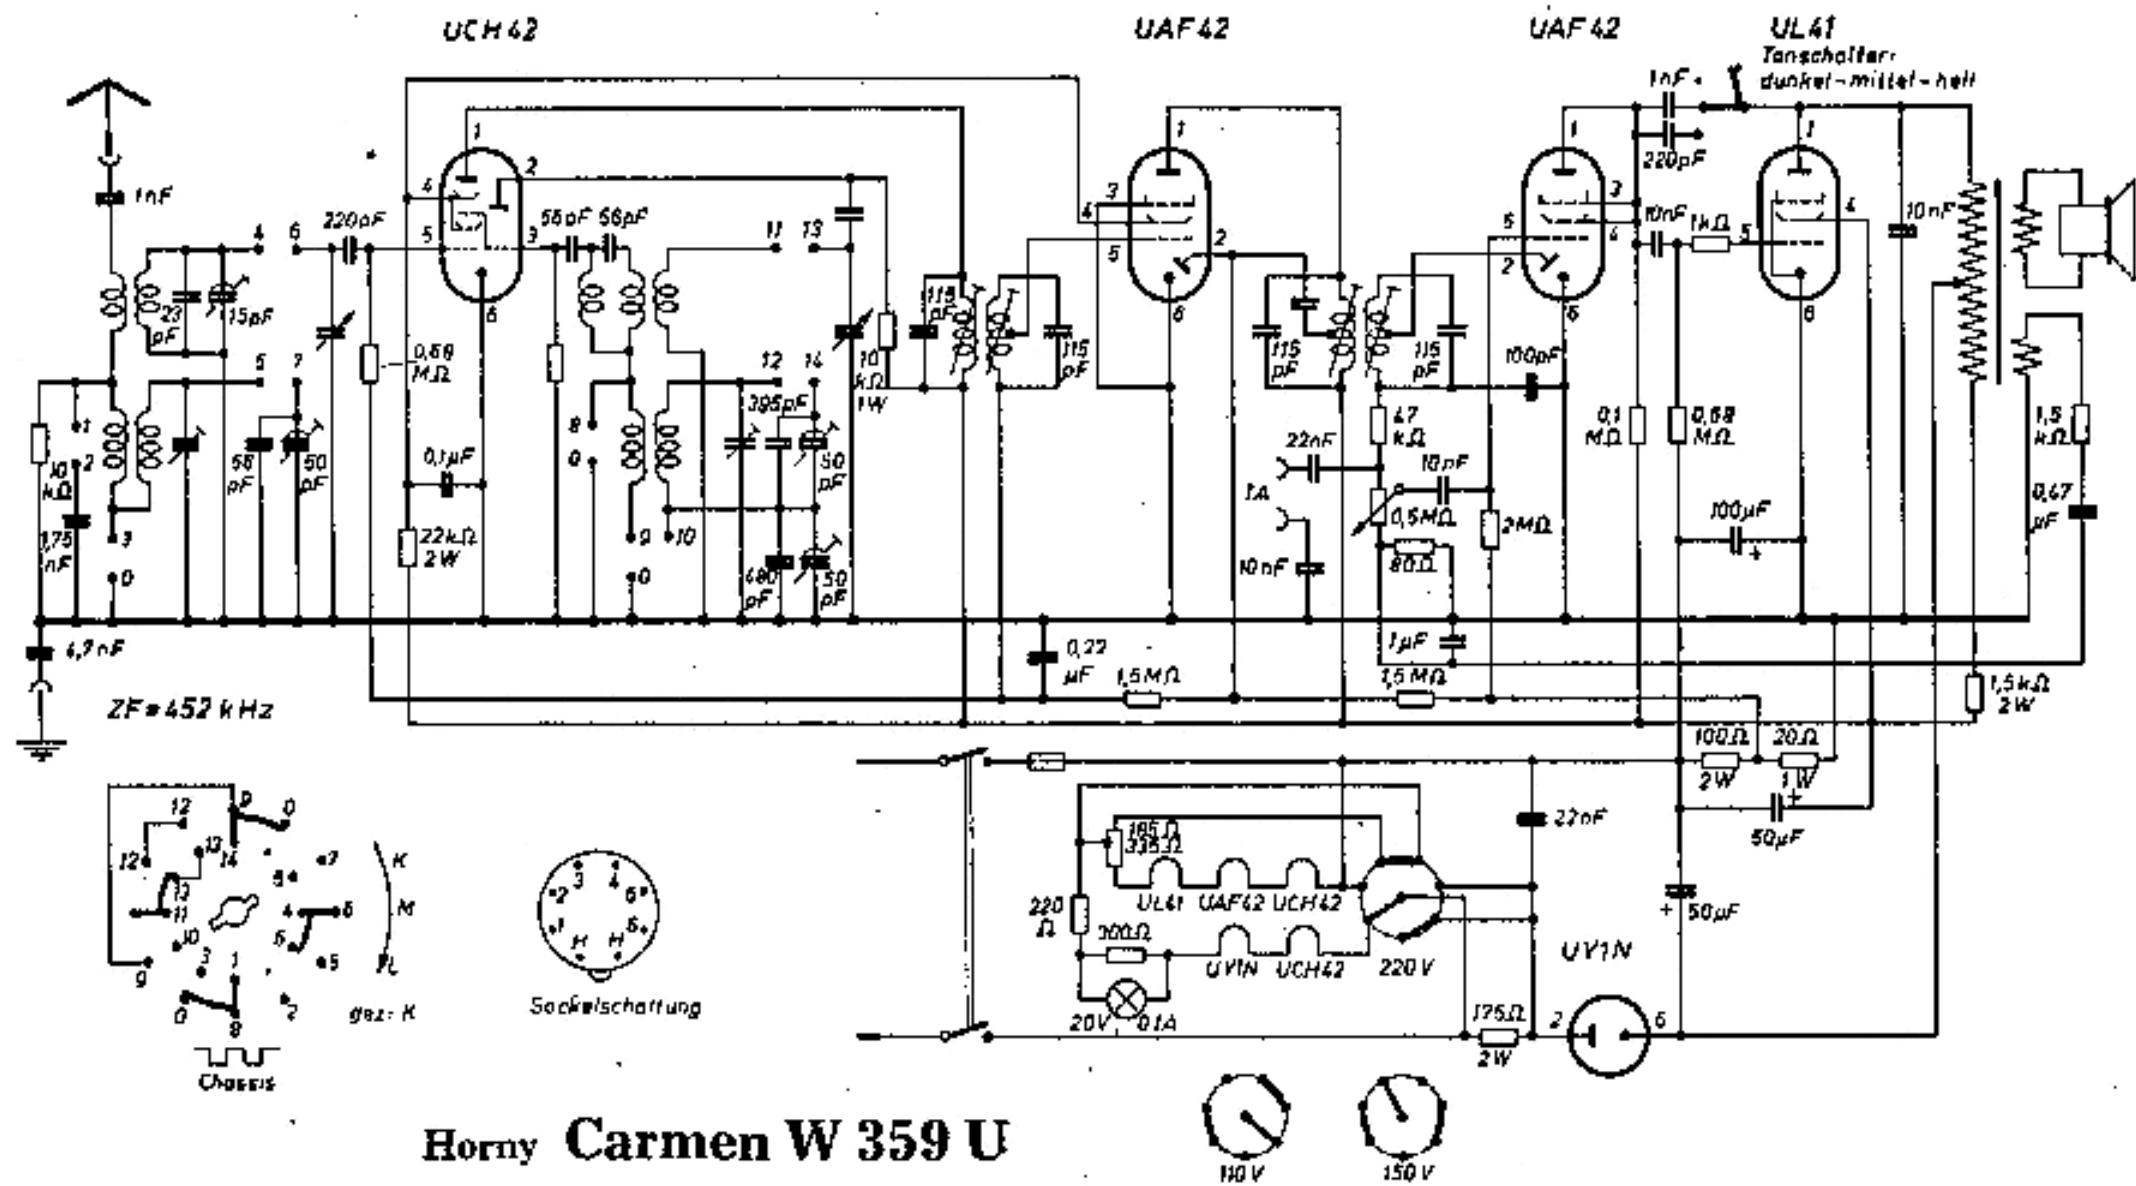 UCH42
UAF42
UAF42
UL41
Tonschalter:
dunkel-mittel-hell
1nF
220pF
1nF
220pF
56pF 56pF
23
pF
15pF
0,68
MΩ
10
kΩ
1,75
nF
56
pF
50
pF
0,1µF
22kΩ
2W
395pF
50
pF
480
pF
50
pF
10
kΩ
1W
115
pF
115
pF
115
pF
115
pF
100pF
47
kΩ
22nF
10nF
TA
0,5MΩ
10nF
80Ω
2MΩ
1µF
0,1
MΩ
0,68
MΩ
10nF
1kΩ
10nF
100µF
1,5
kΩ
0,47
µF
4,7nF
0,22
µF
1,5MΩ
1,5MΩ
1,5kΩ
2W
ZF=452kHz
100Ω
2W
20Ω
1W
50µF
50µF
22nF
185Ω
335Ω
UL41 UAF42 UCH42
220
Ω
300Ω
UY1N UCH42
220V
20V 0,1A
175Ω
2W
UY1N
K
M
L
gez: K
Sockelschaltung
Chassis
110V
150V
Horny Carmen W 359 U